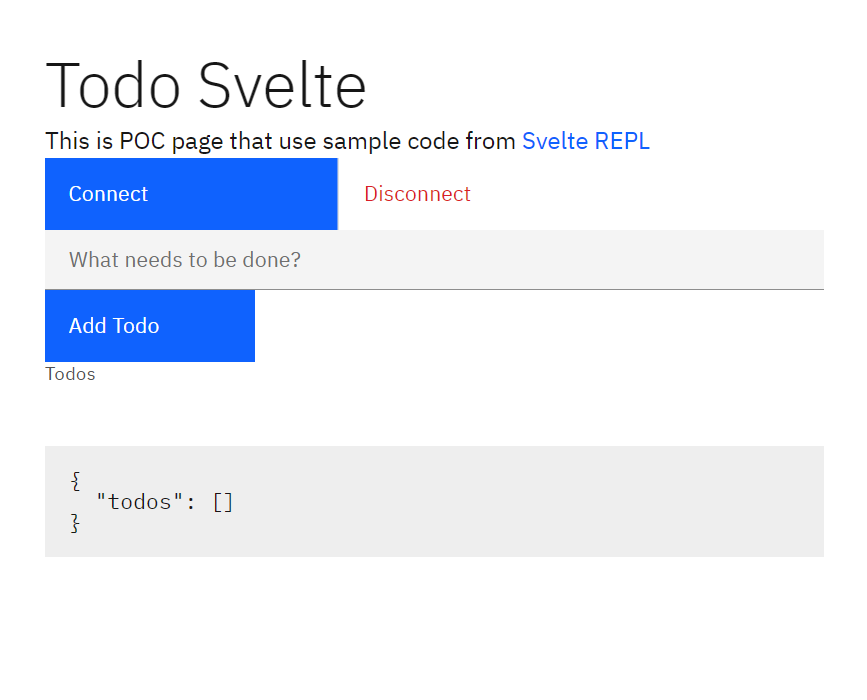 Todo Svelte
This is POC page that use sample code from Svelte REPL
Connect Disconnect
What needs to be done?
Add Todo
Todos
{
  "todos": []
}